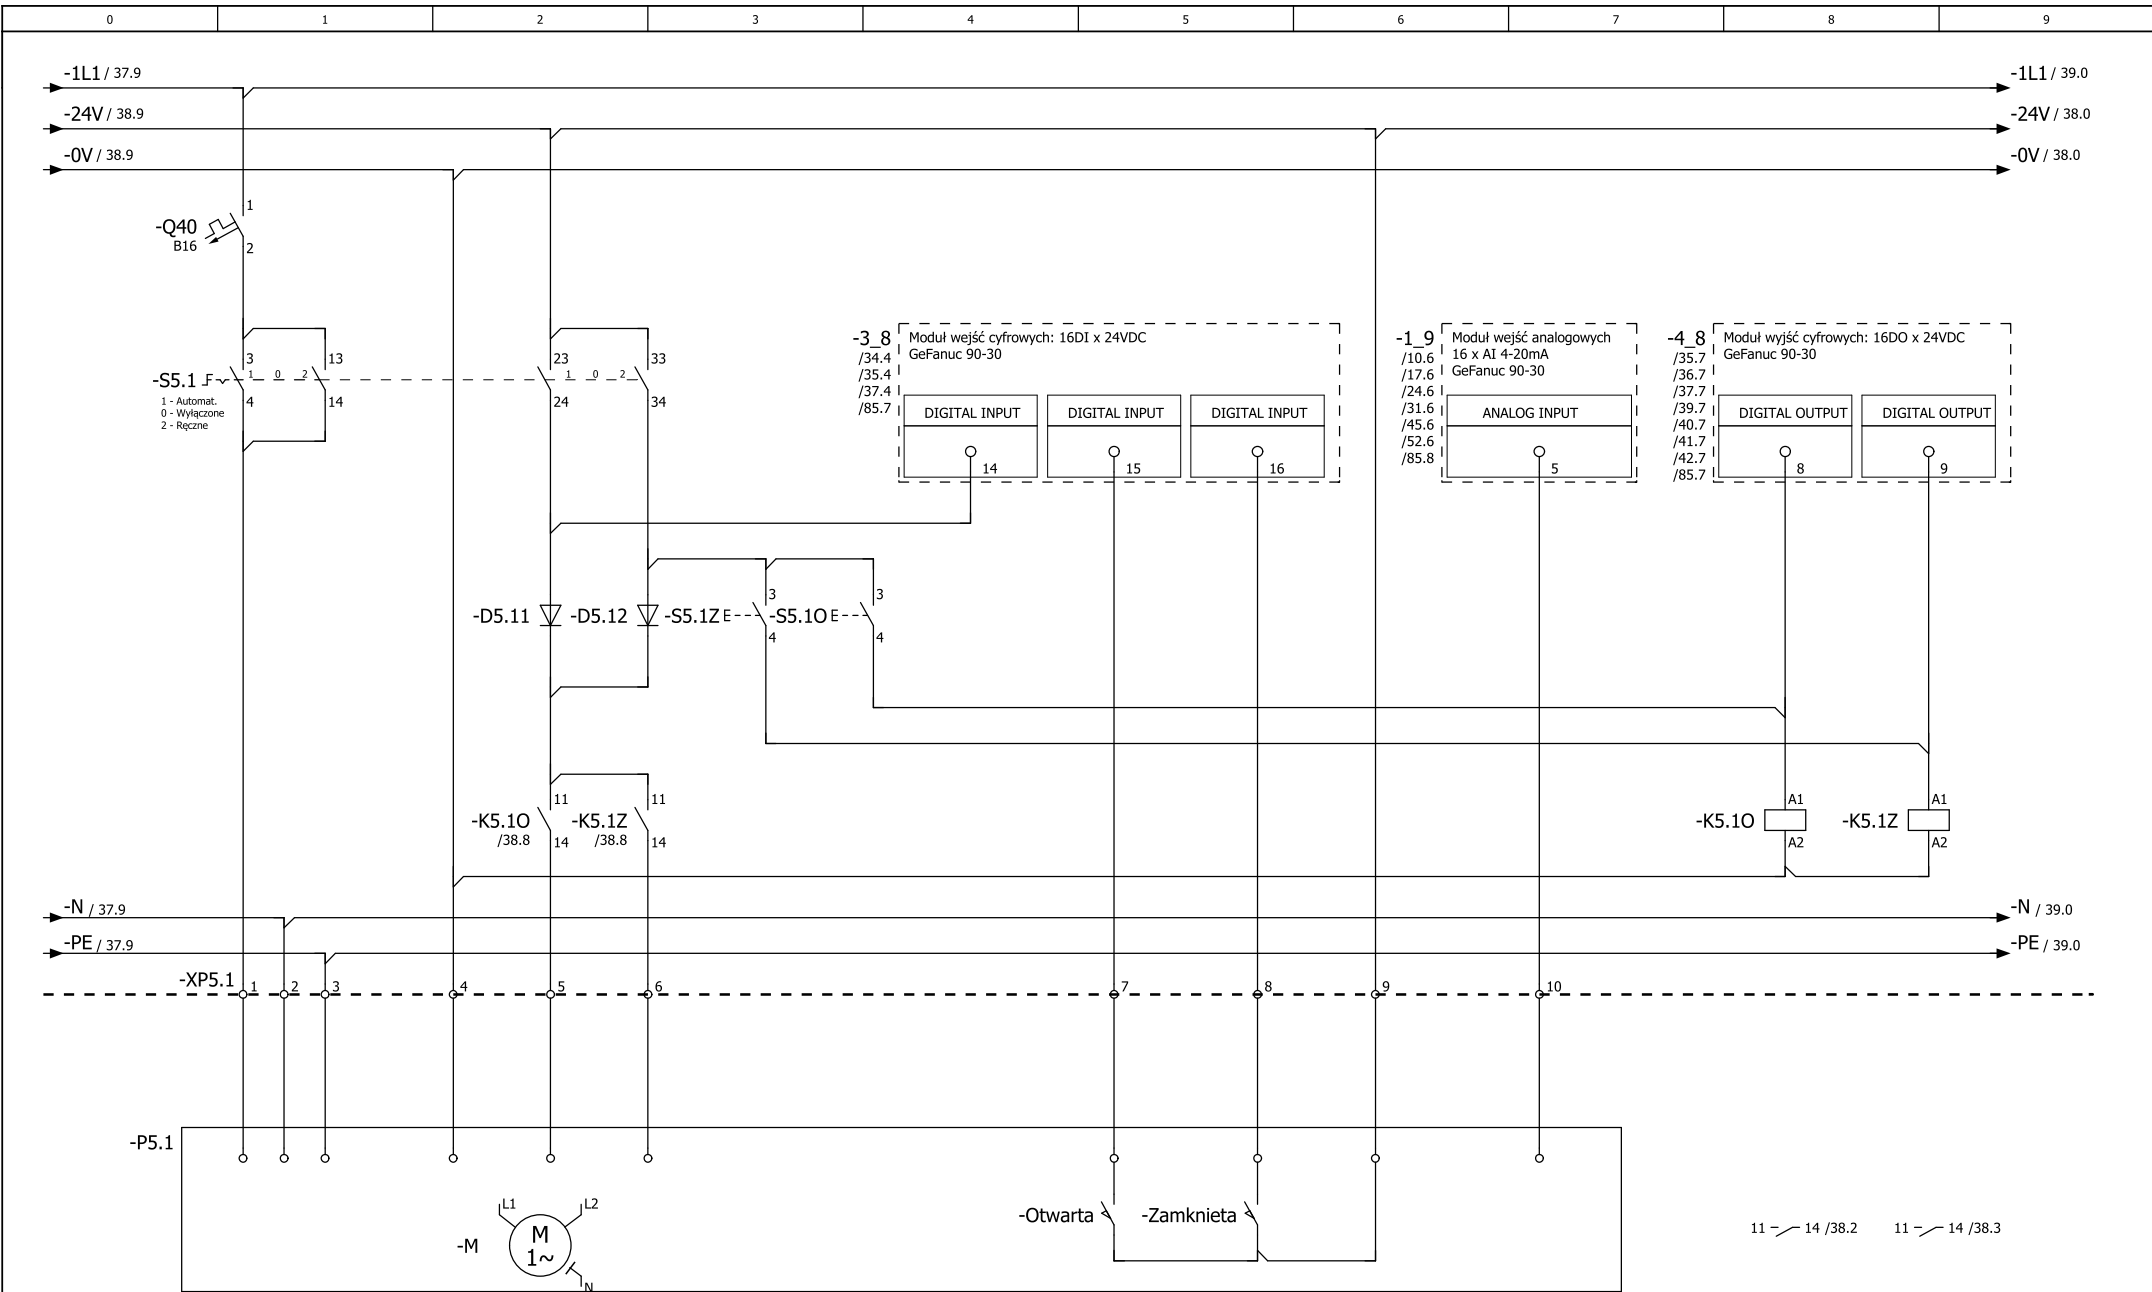 0 1 2 3 4 5 6 7 8 9
-1L1 / 37.9 -1L1 / 39.0
-24V / 38.9 -24V / 38.0
-0V / 38.9 -0V / 38.0
1
-Q40
B16
2
3 13 23 33
-S5.1 1 0 2 1 0 2
4 14 24 34
1 - Automat.
0 - Wyłączone
2 - Ręczne
-3_8
/34.4
/35.4
/37.4
/85.7
Moduł wejść cyfrowych: 16DI x 24VDC
GeFanuc 90-30
DIGITAL INPUT DIGITAL INPUT DIGITAL INPUT
14 15 16
-1_9
/10.6
/17.6
/24.6
/31.6
/45.6
/52.6
/85.8
Moduł wejść analogowych
16 x AI 4-20mA
GeFanuc 90-30
ANALOG INPUT
5
-4_8
/35.7
/36.7
/37.7
/39.7
/40.7
/41.7
/42.7
/85.7
Moduł wyjść cyfrowych: 16DO x 24VDC
GeFanuc 90-30
DIGITAL OUTPUT DIGITAL OUTPUT
8 9
3 3
-D5.11 -D5.12 -S5.1Z -S5.1O
4 4
11 11 A1 A1
-K5.1O -K5.1Z -K5.1O -K5.1Z
/38.8 /38.8
14 14 A2 A2
-N / 37.9 -N / 39.0
-PE / 37.9 -PE / 39.0
-XP5.1 1 2 3 4 5 6 7 8 9 10
-P5.1
L1 L2
-M
M
1~
N
-Otwarta -Zamknieta
11 14 /38.2 11 14 /38.3